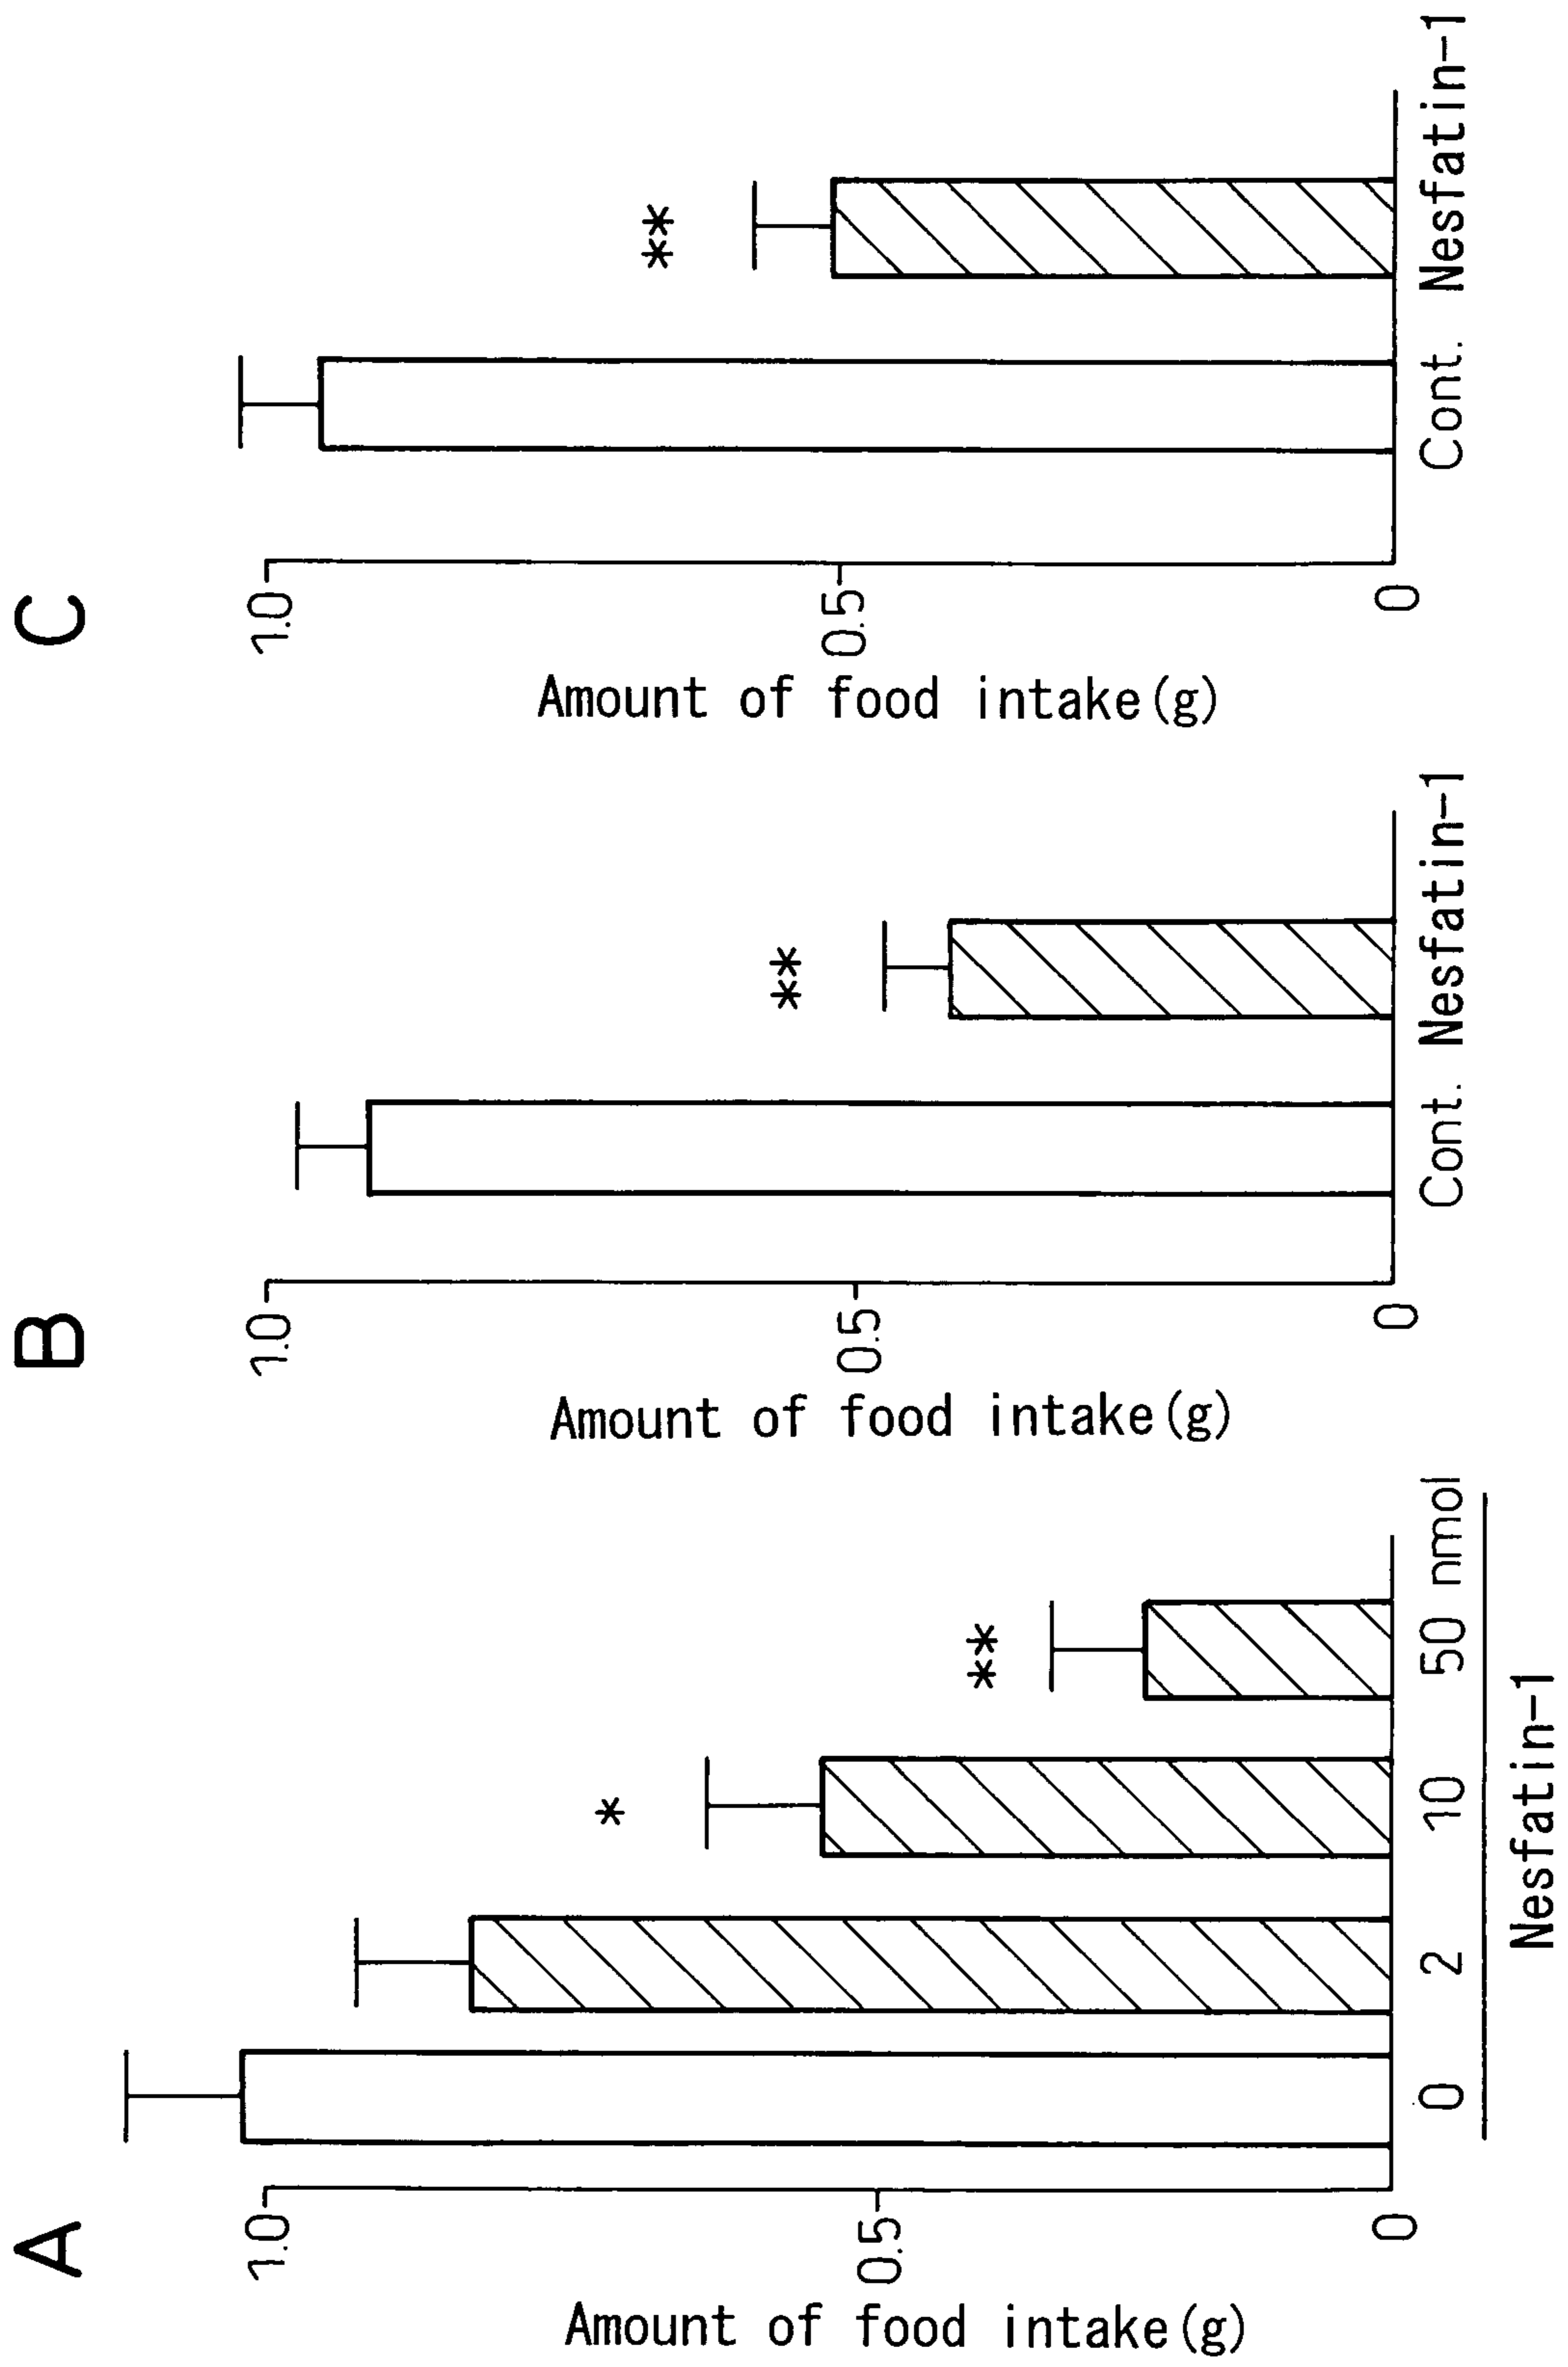 A
Amount of food intake(g)
1.0
0.5
0
*
**
0 2 10 50 nmol
Nesfatin-1
B
Amount of food intake(g)
1.0
0.5
0
**
Cont. Nesfatin-1
C
Amount of food intake(g)
1.0
0.5
0
**
Cont. Nesfatin-1